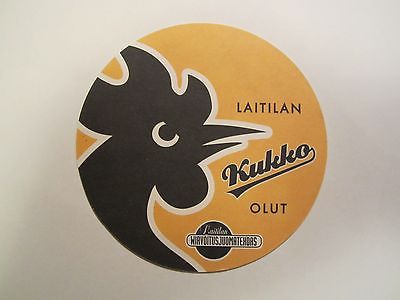 LAITILAN
Kukko
OLUT
Laitilan
WIRVOITUSJUOMATEHDAS